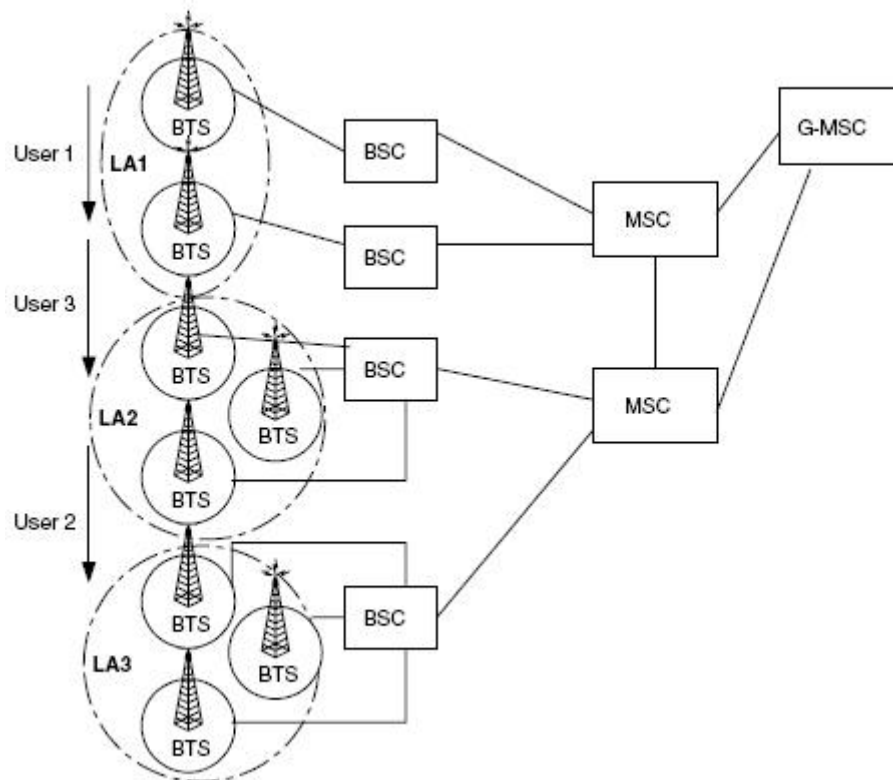 BTS
G-MSC
User 1
LA1
BSC
MSC
BTS
BSC
User 3
BTS
BSC
LA2
BTS
MSC
BTS
User 2
BTS
BSC
LA3
BTS
BTS